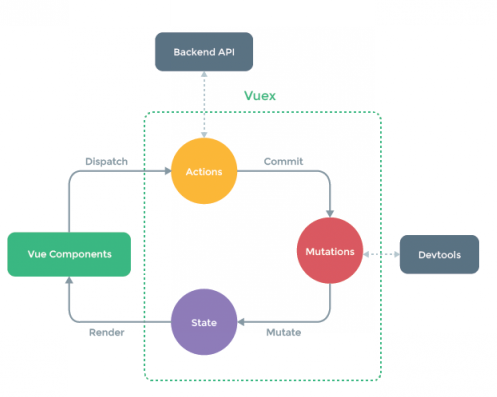 Backend API
Vuex
Dispatch
Actions
Commit
Vue Components
Mutations
Devtools
Render
State
Mutate